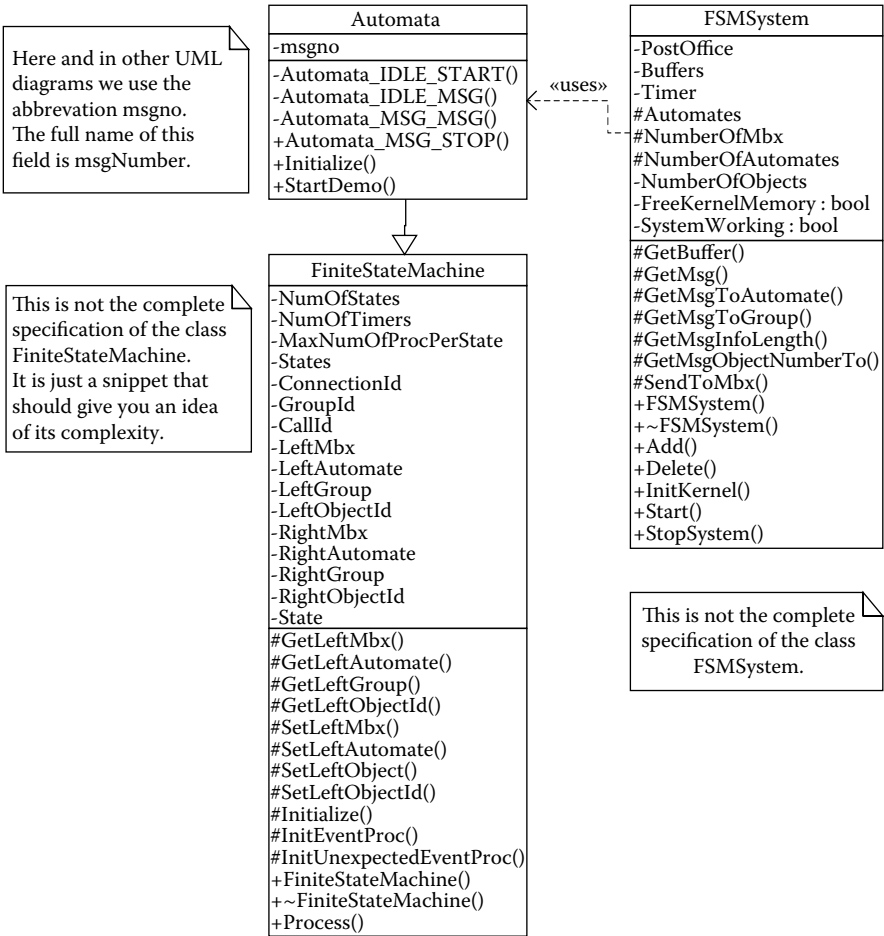 Here and in other UML
diagrams we use the
abbrevation msgno.
The full name of this
field is msgNumber.
Automata
-msgno
-Automata_IDLE_START()
-Automata_IDLE_MSG()
-Automata_MSG_MSG()
+Automata_MSG_STOP()
+Initialize()
+StartDemo()
«uses»
FSMSystem
-PostOffice
-Buffers
-Timer
#Automates
#NumberOfMbx
#NumberOfAutomates
-NumberOfObjects
-FreeKernelMemory : bool
-SystemWorking : bool
#GetBuffer()
#GetMsg()
#GetMsgToAutomate()
#GetMsgToGroup()
#GetMsgInfoLength()
#GetMsgObjectNumberTo()
#SendToMbx()
+FSMSystem()
+~FSMSystem()
+Add()
+Delete()
+InitKernel()
+Start()
+StopSystem()
This is not the complete
specification of the class
FiniteStateMachine.
It is just a snippet that
should give you an idea
of its complexity.
FiniteStateMachine
-NumOfStates
-NumOfTimers
-MaxNumOfProcPerState
-States
-ConnectionId
-GroupId
-CallId
-LeftMbx
-LeftAutomate
-LeftGroup
-LeftObjectId
-RightMbx
-RightAutomate
-RightGroup
-RightObjectId
-State
#GetLeftMbx()
#GetLeftAutomate()
#GetLeftGroup()
#GetLeftObjectId()
#SetLeftMbx()
#SetLeftAutomate()
#SetLeftObject()
#SetLeftObjectId()
#Initialize()
#InitEventProc()
#InitUnexpectedEventProc()
+FiniteStateMachine()
+~FiniteStateMachine()
+Process()
This is not the complete
specification of the class
FSMSystem.